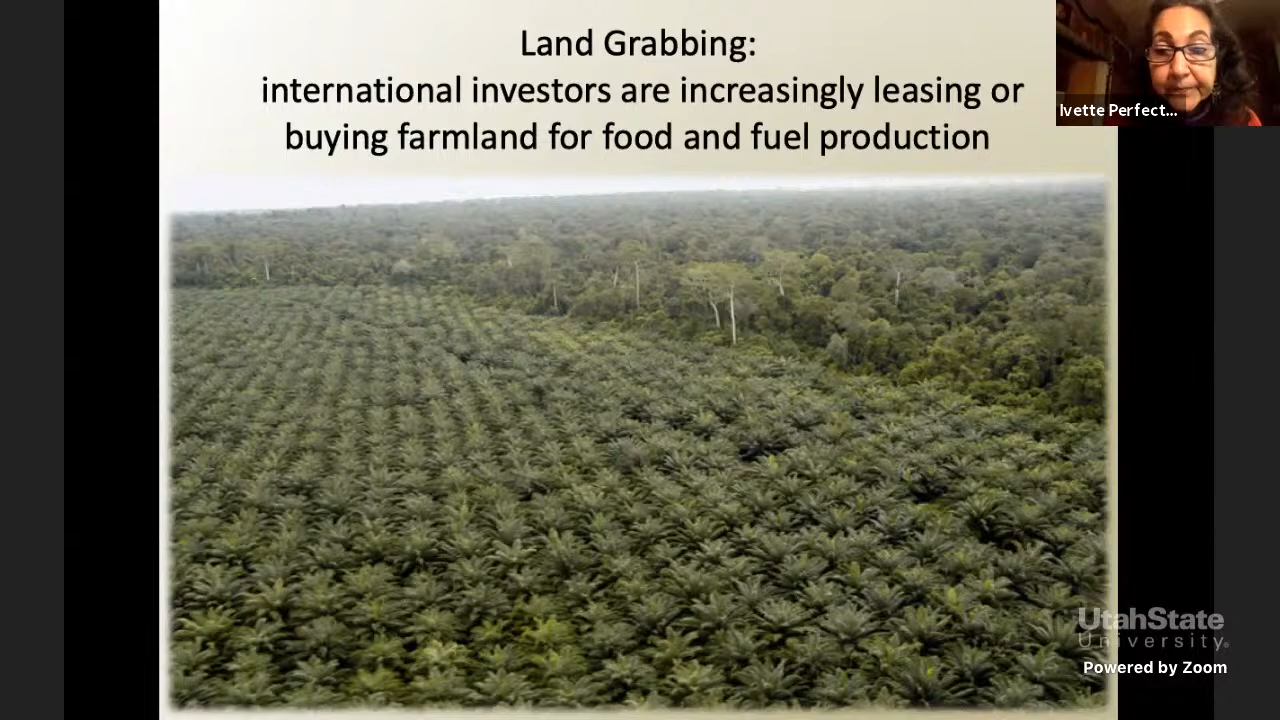 Land Grabbing:
international investors are increasingly leasing or
buying farmland for food and fuel production
Ivette Perfect...
UtahState
University
Powered by Zoom